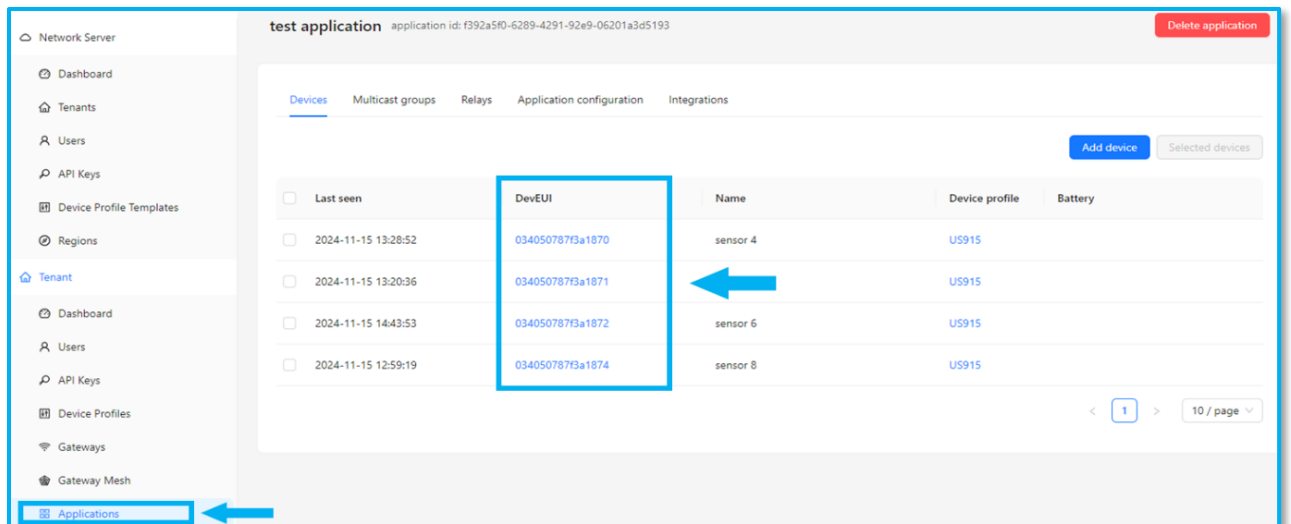 test application application id: f392a5f0-6289-4291-92e9-06201a3d5193
Delete application
Network Server
Dashboard
Tenants
Users
API Keys
Device Profile Templates
Regions
Tenant
Dashboard
Users
API Keys
Device Profiles
Gateways
Gateway Mesh
Applications
Devices Multicast groups Relays Application configuration Integrations
Add device Selected devices
Last seen DevEUI Name Device profile Battery
2024-11-15 13:28:52 034050787f3a1870 sensor 4 US915
2024-11-15 13:20:36 034050787f3a1871 US915
2024-11-15 14:43:53 034050787f3a1872 sensor 6 US915
2024-11-15 12:59:19 034050787f3a1874 sensor 8 US915
< 1 > 10 / page